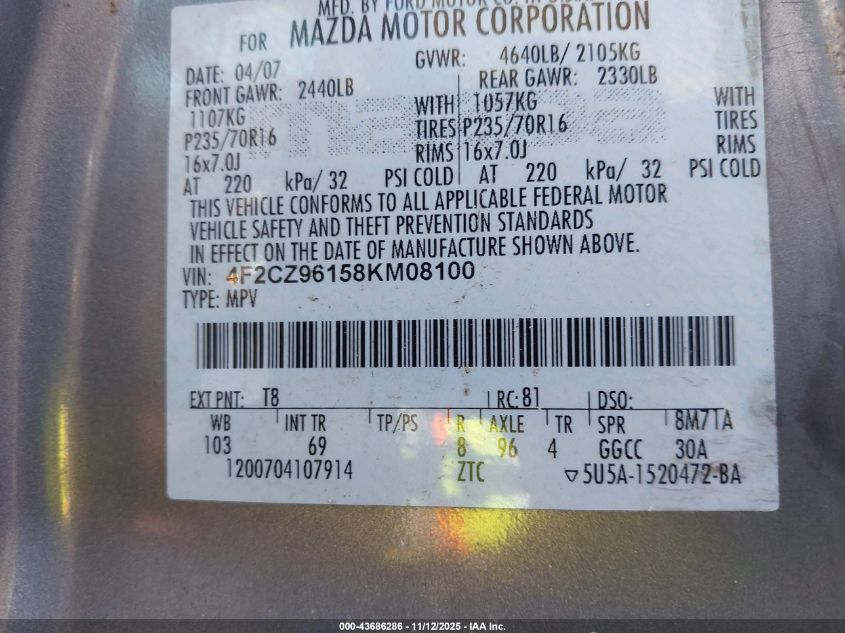 MFD. BY FORD MOTOR CO. IN U.S.A.
FOR MAZDA MOTOR CORPORATION
DATE: 04/07 GVWR: 4640LB/ 2105KG
FRONT GAWR: 2440LB REAR GAWR: 2330LB
1107KG WITH 1057KG WITH
P235/70R16 TIRES P235/70R16 TIRES
16x7.0J RIMS 16x7.0J RIMS
AT 220 kPa/ 32 PSI COLD AT 220 kPa/ 32 PSI COLD
THIS VEHICLE CONFORMS TO ALL APPLICABLE FEDERAL MOTOR
VEHICLE SAFETY AND THEFT PREVENTION STANDARDS
IN EFFECT ON THE DATE OF MANUFACTURE SHOWN ABOVE.
VIN: 4F2CZ96158KM08100
TYPE: MPV
EXT PNT: T8 RC: 81 DSO:
WB INT TR TP/PS R AXLE TR SPR 8M7TA
103 69 8 96 4 GGCC 30A
1200704107914 ZTC ▽5U5A-1520472-BA
000-43686286 - 11/12/2025 - IAA Inc.